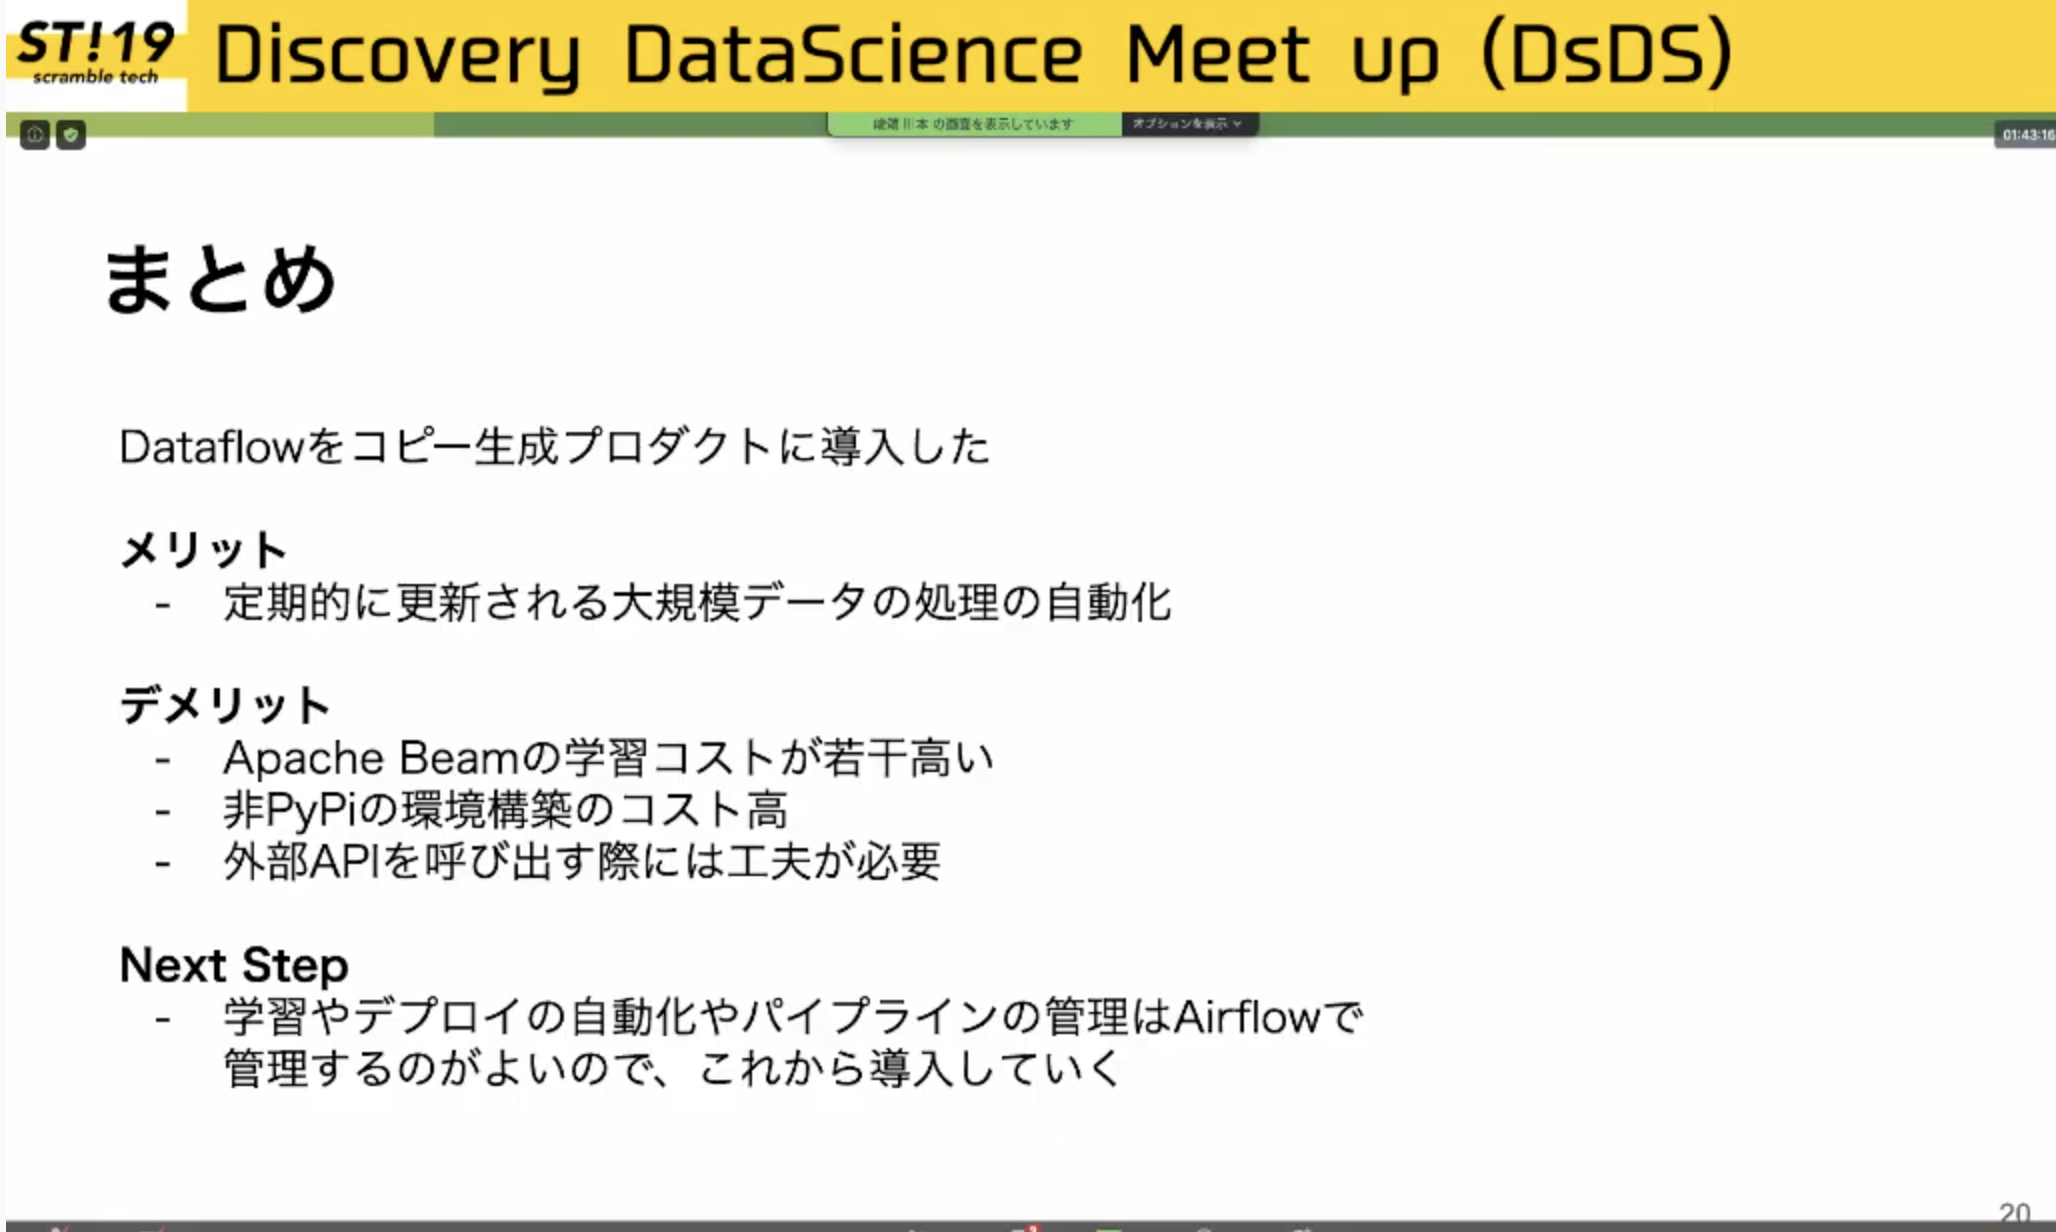 ST!19
scramble tech
Discovery DataScience Meet up (DsDS)
の画面を表示しています
オプションを表示
01:43:16
まとめ
Dataflowをコピー生成プロダクトに導入した
メリット
- 定期的に更新される大規模データの処理の自動化
デメリット
- Apache Beamの学習コストが若干高い
- 非PyPiの環境構築のコスト高
- 外部APIを呼び出す際には工夫が必要
Next Step
- 学習やデプロイの自動化やパイプラインの管理はAirflowで
管理するのがよいので、これから導入していく
20